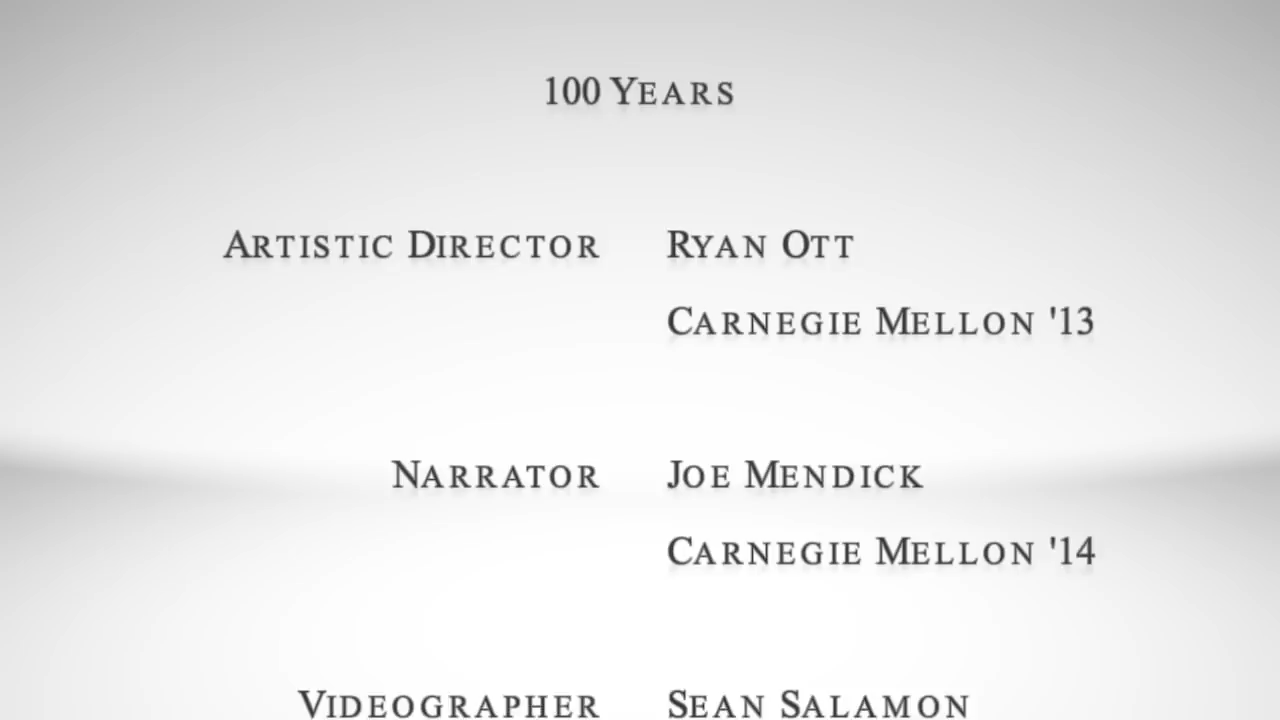 100 Years
Artistic Director Ryan Ott
Carnegie Mellon '13
Narrator Joe Mendick
Carnegie Mellon '14
Videographer Sean Salamon